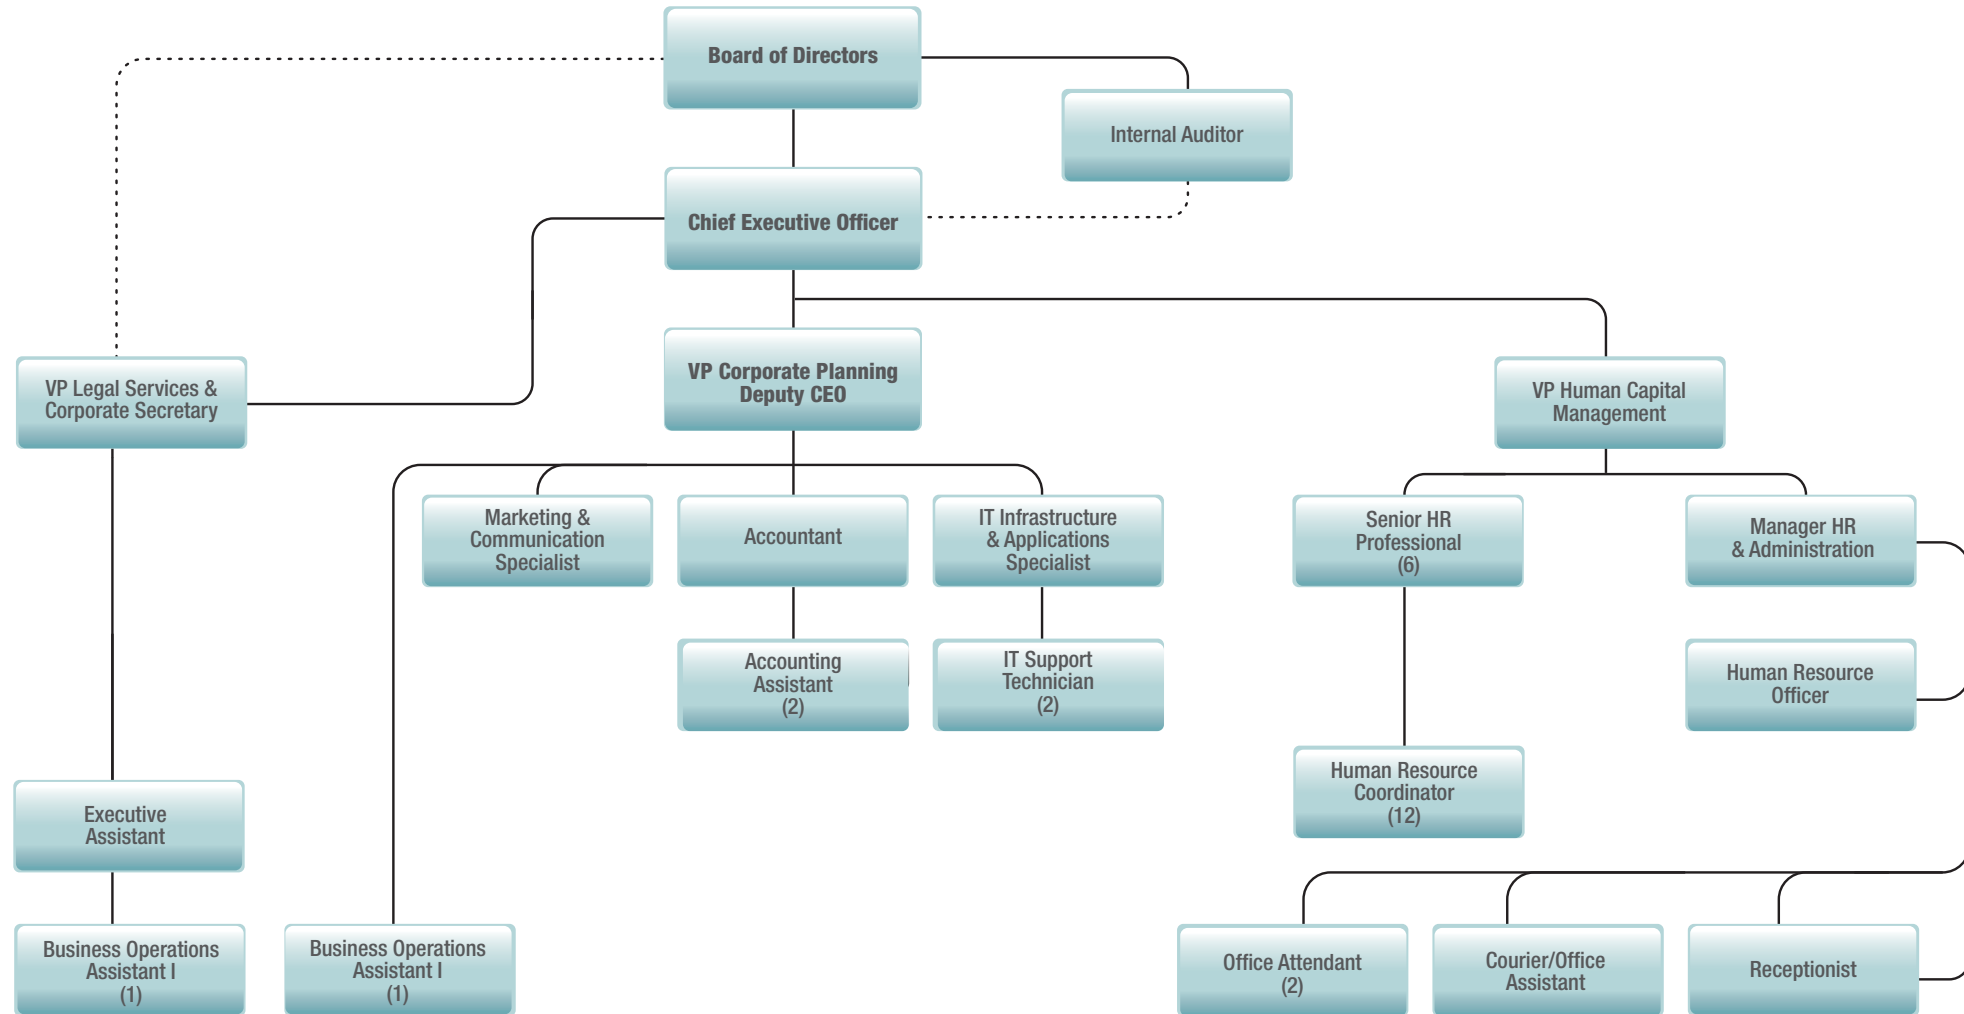 Board of Directors
Internal Auditor
Chief Executive Officer
VP Legal Services &
Corporate Secretary
VP Corporate Planning
Deputy CEO
VP Human Capital
Management
Marketing &
Communication
Specialist
Accountant
IT Infrastructure
& Applications
Specialist
Senior HR
Professional
(6)
Manager HR
& Administration
Accounting
Assistant
(2)
IT Support
Technician
(2)
Human Resource
Officer
Human Resource
Coordinator
(12)
Executive
Assistant
Business Operations
Assistant I
(1)
Business Operations
Assistant I
(1)
Office Attendant
(2)
Courier/Office
Assistant
Receptionist